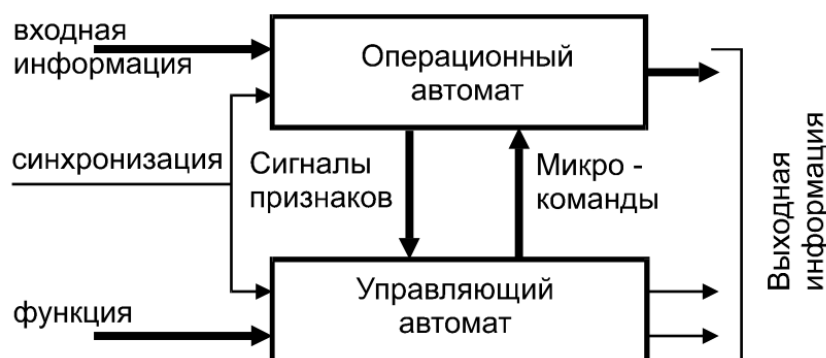 входная
информация
Операционный
автомат
синхронизация
Сигналы
признаков
Микро -
команды
Выходная
информация
функция
Управляющий
автомат